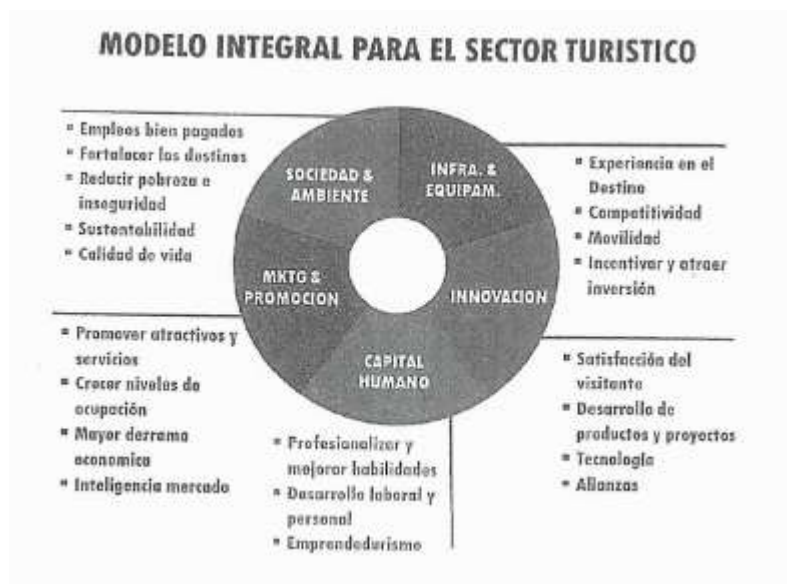 MODELO INTEGRAL PARA EL SECTOR TURISTICO
SOCIEDAD &
AMBIENTE
INFRA. &
EQUIPAM.
INNOVACION
CAPITAL
HUMANO
MKTG &
PROMOCION
▪ Empleos bien pagados
▪ Fortalecer los destinos
▪ Reducir pobreza e
inseguridad
▪ Sustentabilidad
▪ Calidad de vida
▪ Experiencia en el
Destino
▪ Competitividad
▪ Movilidad
▪ Incentivar y atraer
inversión
▪ Satisfacción del
visitante
▪ Desarrollo de
productos y proyectos
▪ Tecnología
▪ Alianzas
▪ Profesionalizar y
mejorar habilidades
▪ Desarrollo laboral y
personal
▪ Emprendedurismo
▪ Promover atractivos y
servicios
▪ Crecer niveles de
ocupación
▪ Mayor derrama
economica
▪ Inteligencia mercado